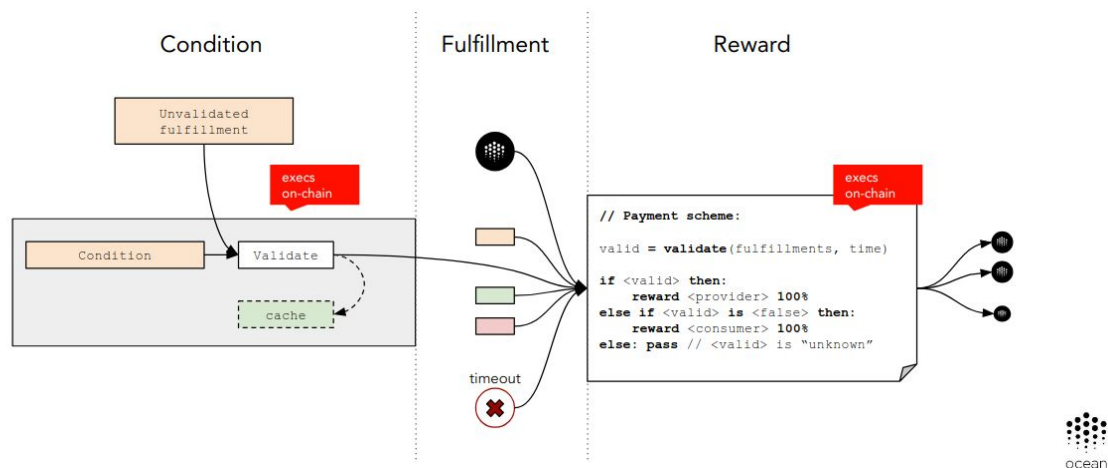 Condition
Fulfillment
Reward
Unvalidated
fulfillment
execs
on-chain
Condition
Validate
cache
timeout
execs
on-chain
// Payment scheme:
valid = validate(fulfillments, time)
if <valid> then:
reward <provider> 100%
else if <valid> is <false> then:
reward <consumer> 100%
else: pass // <valid> is “unknown”
ocean